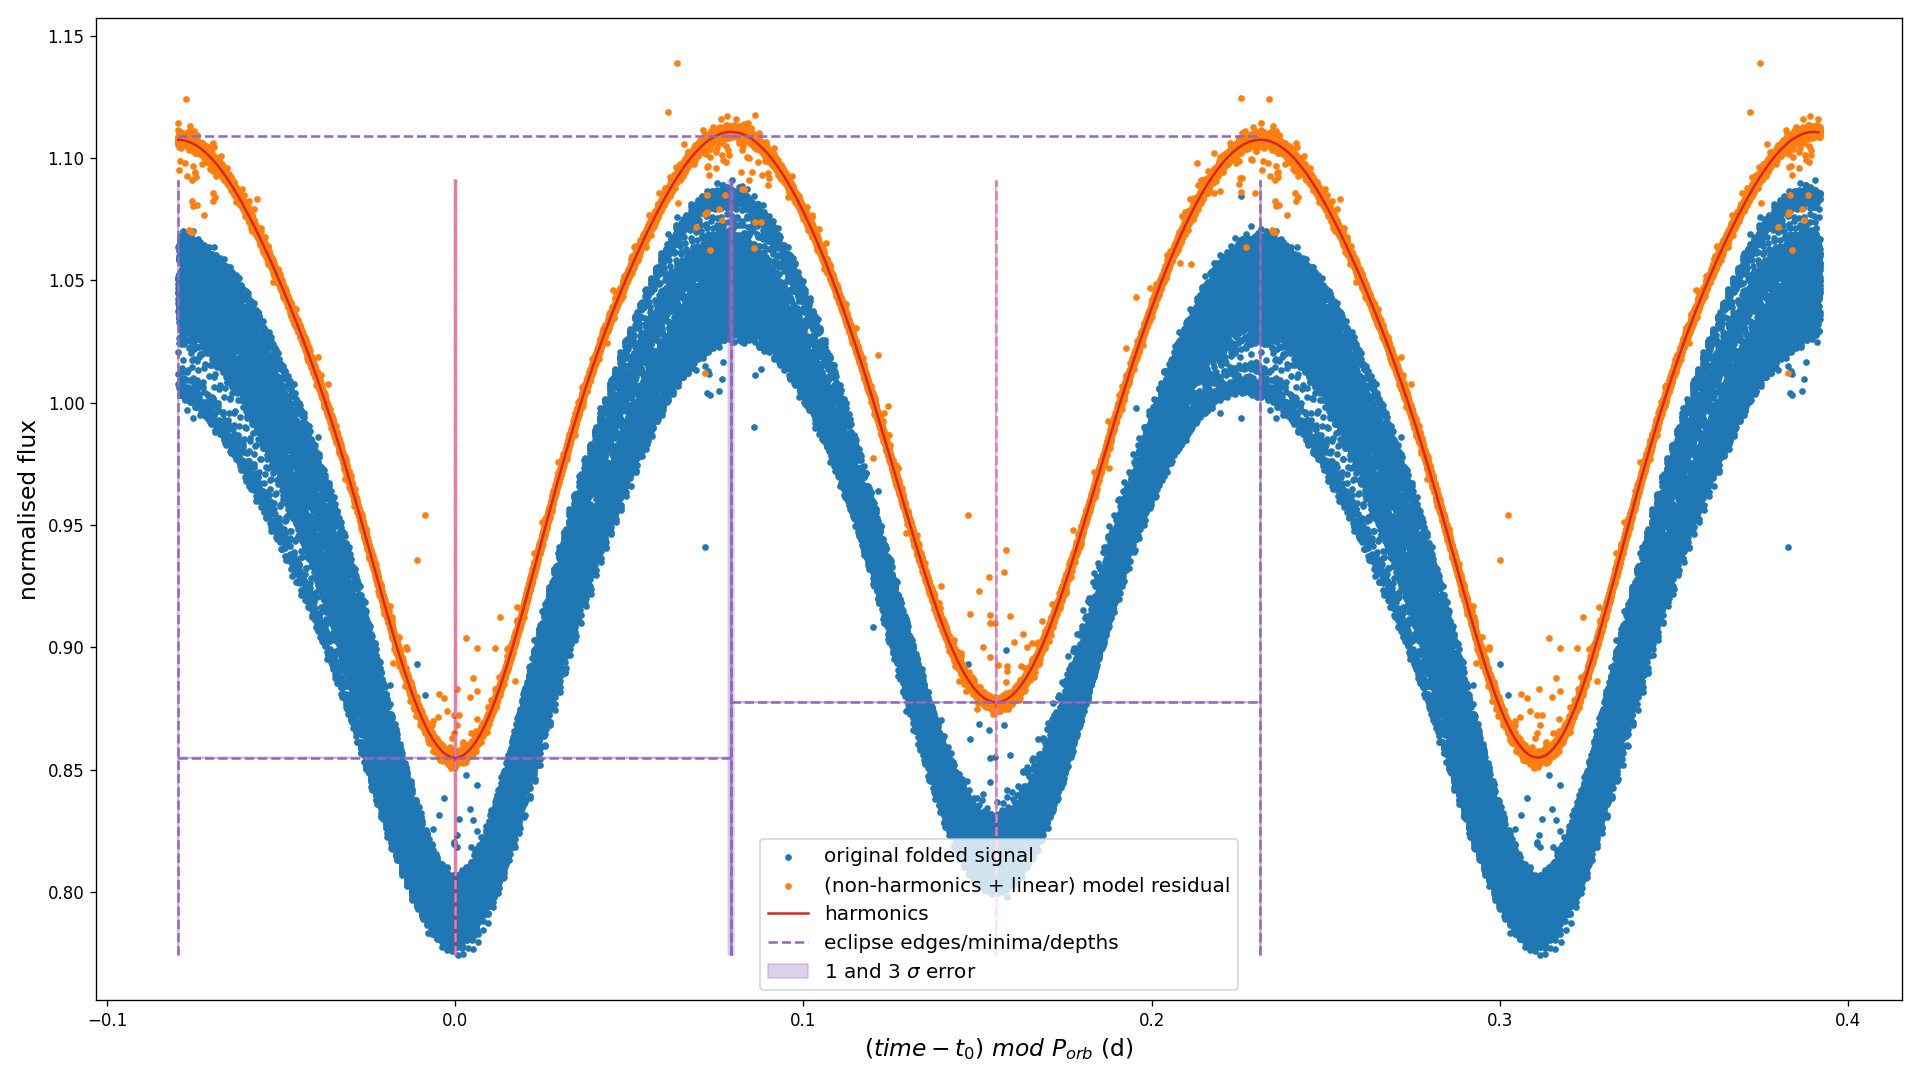 1.15
1.10
1.05
1.00
0.95
0.90
0.85
0.80
normalised flux
original folded signal
(non-harmonics + linear) model residual
harmonics
eclipse edges/minima/depths
1 and 3 σ error
−0.1 0.0 0.1 0.2 0.3 0.4
(time − t₀) mod Pₒᵣb (d)